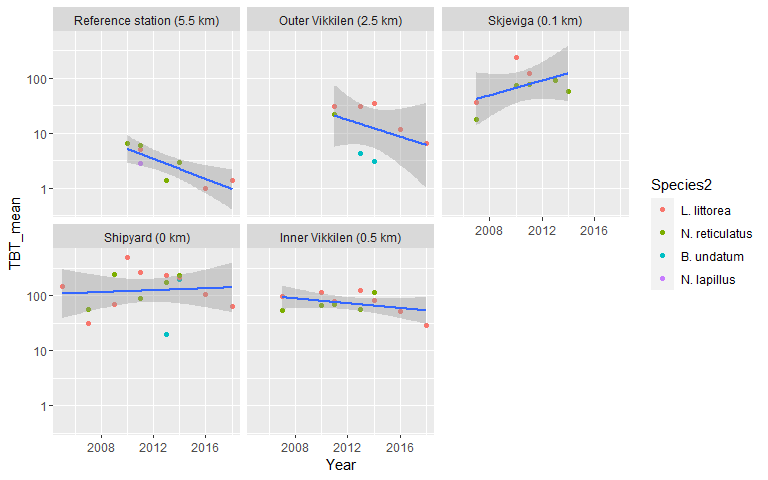 Reference station (5.5 km)
Outer Vikkilen (2.5 km)
Skjeviga (0.1 km)
100
10
1
2008
2012
2016
Shipyard (0 km)
Inner Vikkilen (0.5 km)
100
10
1
2008
2012
2016
2008
2012
2016
Year
TBT_mean
Species2
L. littorea
N. reticulatus
B. undatum
N. lapillus